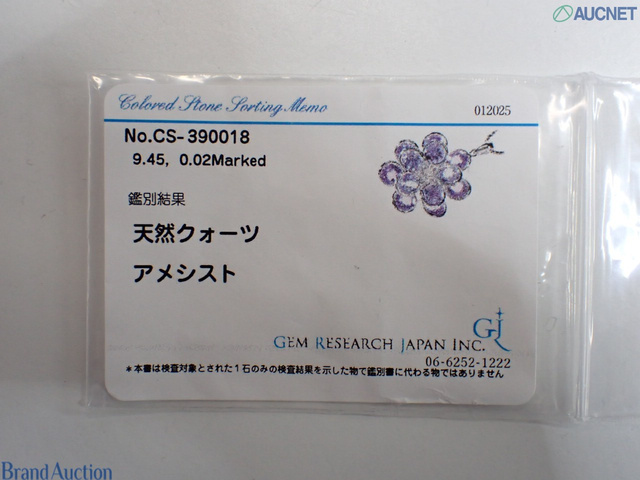 AUCNET
Colored Stone Sorting Memo
012025
No.CS-390018
9.45, 0.02Marked
鑑別結果
天然クォーツ
アメシスト
GEM RESEARCH JAPAN INC.
06-6252-1222
*本書は検査対象とされた1石のみの検査結果を示した物で鑑別書に代わる物ではありません
Brand Auction